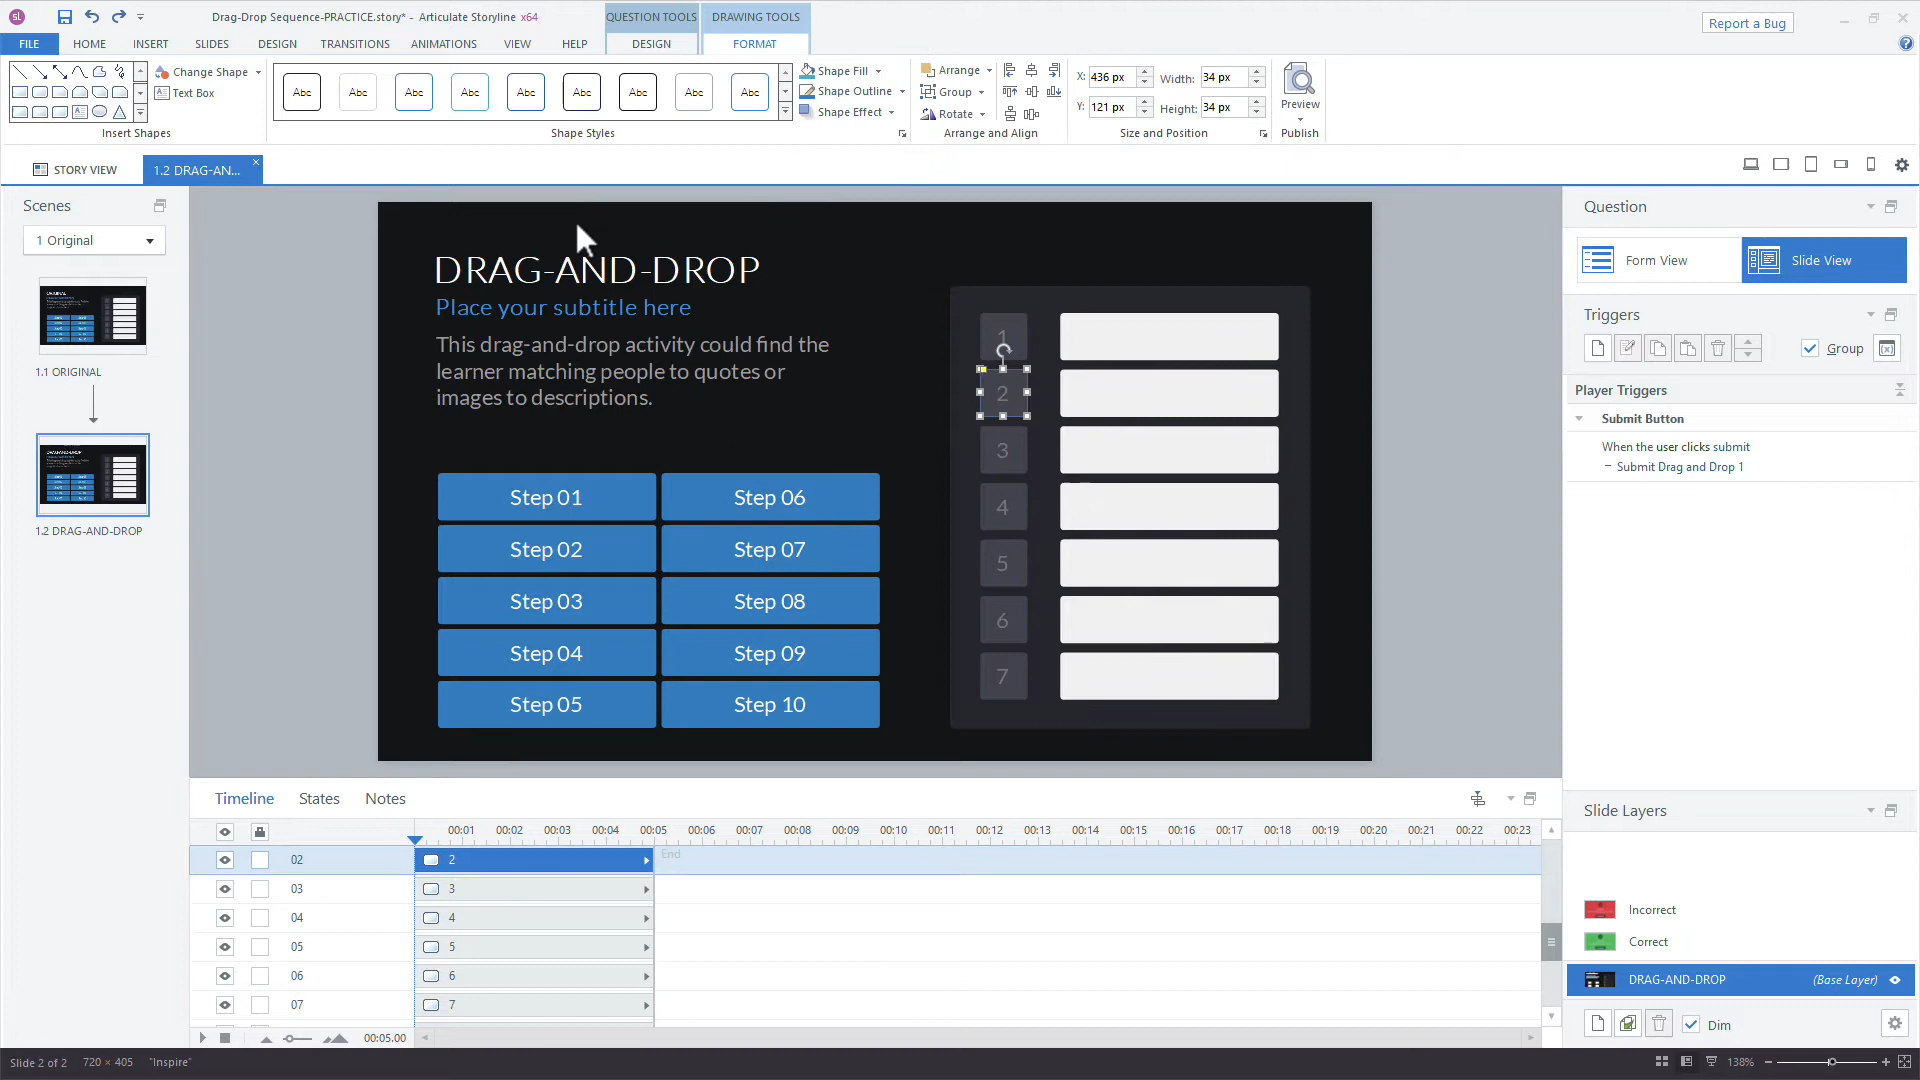 Drag-Drop Sequence-PRACTICE.story* - Articulate Storyline x64
QUESTION TOOLS
DRAWING TOOLS
Report a Bug
FILE
HOME
INSERT
SLIDES
DESIGN
TRANSITIONS
ANIMATIONS
VIEW
HELP
DESIGN
FORMAT
Change Shape
Text Box
Insert Shapes
Abc Abc Abc Abc Abc Abc Abc Abc Abc
Shape Styles
Shape Fill
Shape Outline
Shape Effect
Arrange
Group
Rotate
Arrange and Align
X: 436 px Width: 34 px
Y: 121 px Height: 34 px
Size and Position
Preview
Publish
STORY VIEW
1.2 DRAG-AN...
Scenes
1 Original
1.1 ORIGINAL
1.2 DRAG-AND-DROP
DRAG-AND-DROP
Place your subtitle here
This drag-and-drop activity could find the
learner matching people to quotes or
images to descriptions.
Step 01 Step 06
Step 02 Step 07
Step 03 Step 08
Step 04 Step 09
Step 05 Step 10
1
2
3
4
5
6
7
Question
Form View
Slide View
Triggers
Group
Player Triggers
Submit Button
When the user clicks submit
– Submit Drag and Drop 1
Timeline States Notes
00:01 00:02 00:03 00:04 00:05 00:06 00:07 00:08 00:09 00:10 00:11 00:12 00:13 00:14 00:15 00:16 00:17 00:18 00:19 00:20 00:21 00:22 00:23
02 2 End
03 3
04 4
05 5
06 6
07 7
00:05.00
Slide Layers
Incorrect
Correct
DRAG-AND-DROP (Base Layer)
Dim
Slide 2 of 2 720 × 405 "Inspire"
138%